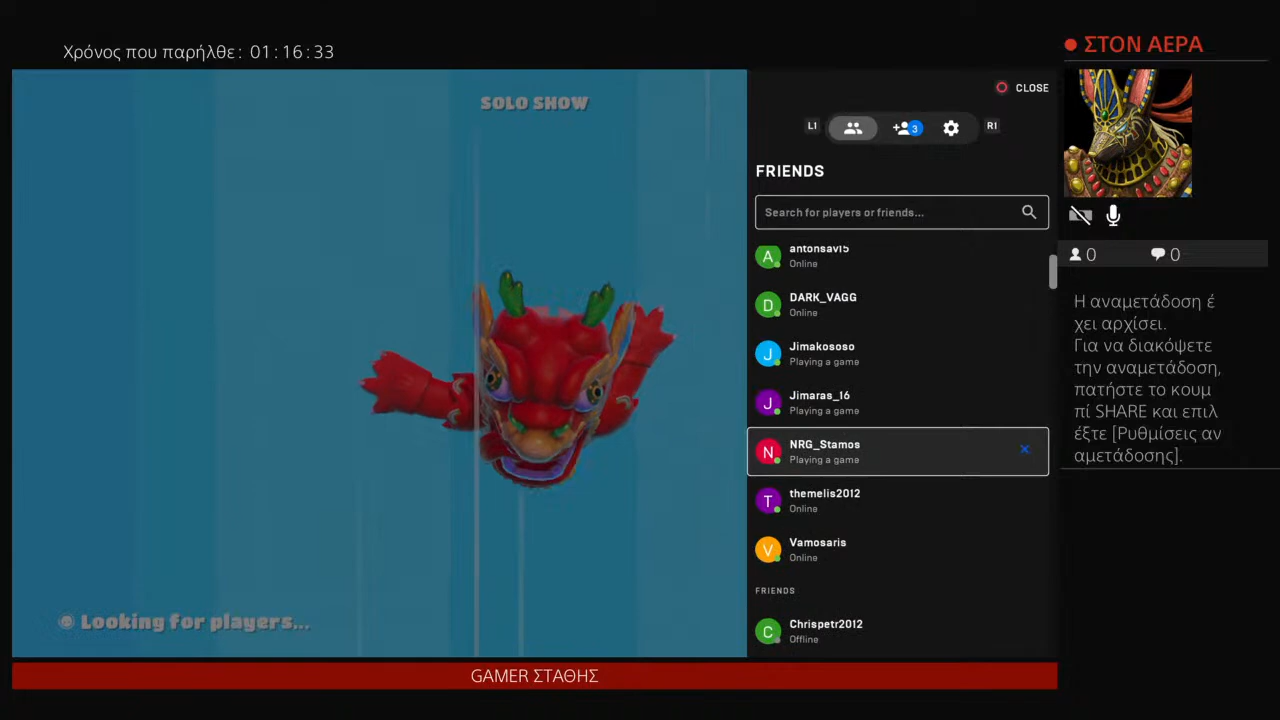 Χρόνος που παρήλθε: 01:16:33
ΣΤΟΝ ΑΕΡΑ
SOLO SHOW
CLOSE
L1
3
R1
FRIENDS
Search for players or friends...
A
antonsav15
Online
D
DARK_VAGG
Online
J
Jimakososo
Playing a game
J
Jimaras_16
Playing a game
N
NRG_Stamos
Playing a game
T
themelis2012
Online
V
Vamosaris
Online
FRIENDS
C
Chrispetr2012
Offline
Looking for players...
GAMER ΣΤΑΘΗΣ
0
0
Η αναμετάδοση έ
χει αρχίσει.
Για να διακόψετε
την αναμετάδοση,
πατήστε το κουμ
πί SHARE και επιλ
έξτε [Ρυθμίσεις αν
αμετάδοσης].